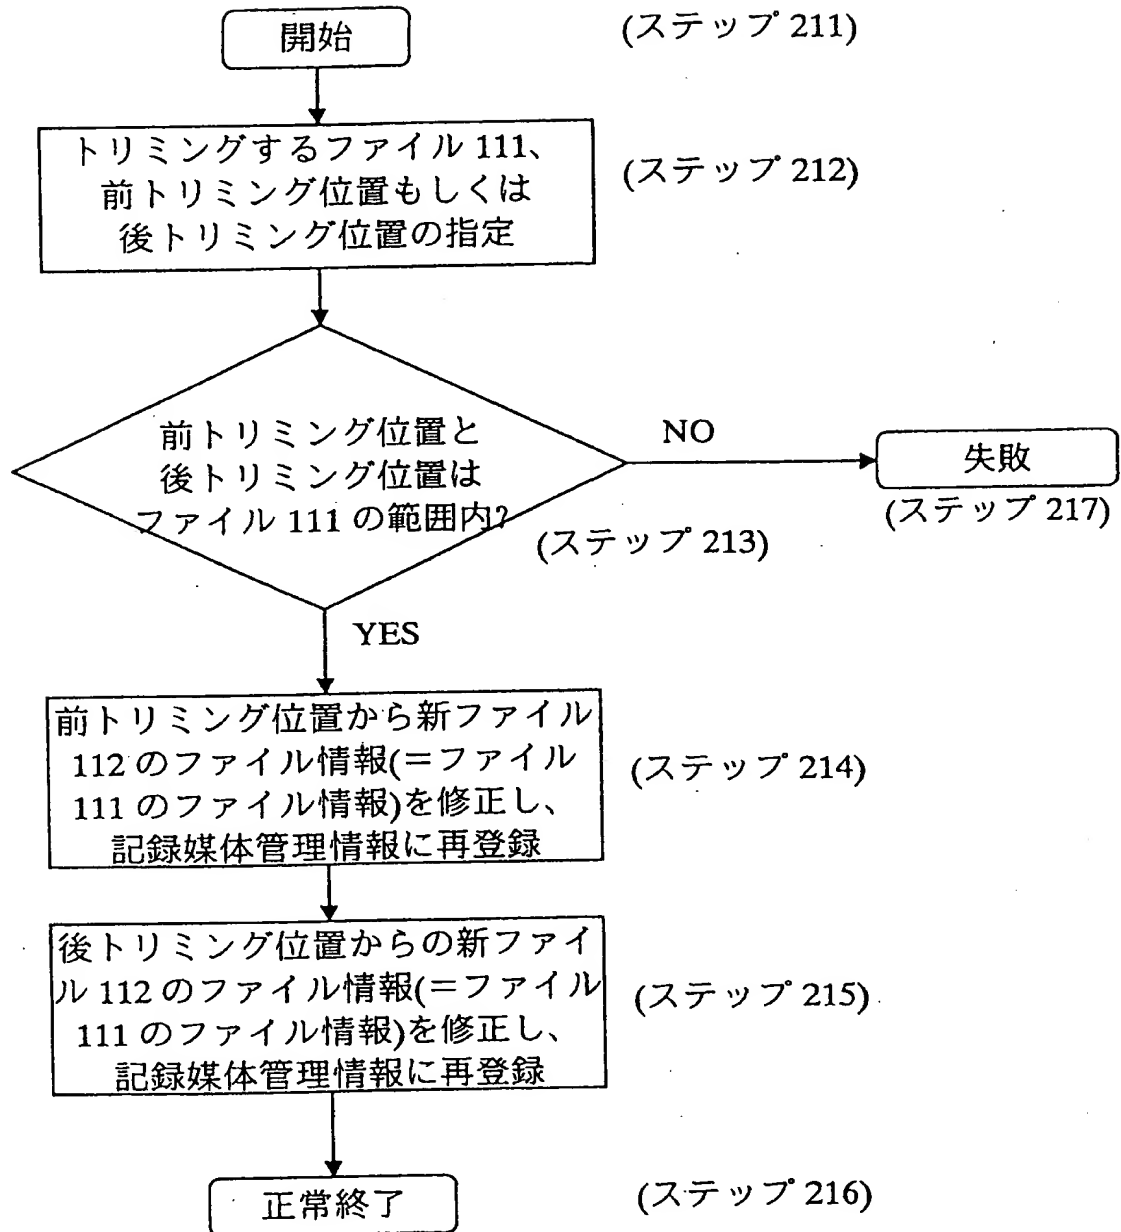 開始
(ステップ 211)
トリミングするファイル 111、
前トリミング位置もしくは
後トリミング位置の指定
(ステップ 212)
前トリミング位置と
後トリミング位置は
ファイル 111 の範囲内?
(ステップ 213)
NO
失敗
(ステップ 217)
YES
前トリミング位置から新ファイル
112 のファイル情報(=ファイル
111 のファイル情報)を修正し、
記録媒体管理情報に再登録
(ステップ 214)
後トリミング位置からの新ファイ
ル 112 のファイル情報(=ファイル
111 のファイル情報)を修正し、
記録媒体管理情報に再登録
(ステップ 215)
正常終了
(ステップ 216)